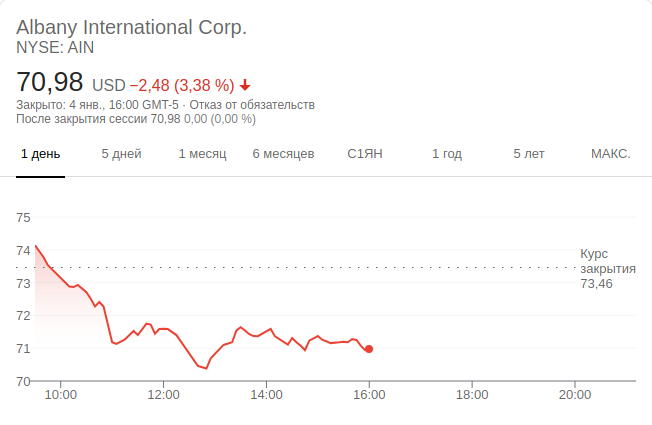 Albany International Corp.
NYSE: AIN
70,98 USD −2,48 (3,38 %)
Закрыто: 4 янв., 16:00 GMT-5 · Отказ от обязательств
После закрытия сессии 70,98 0,00 (0,00 %)
1 день 5 дней 1 месяц 6 месяцев С1ЯН 1 год 5 лет МАКС.
75
74
73
72
71
70
Курс
закрытия
73,46
10:00 12:00 14:00 16:00 18:00 20:00